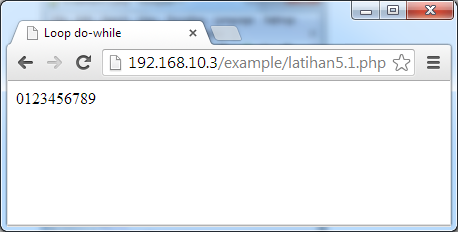 Loop do-while
192.168.10.3/example/latihan5.1.php
0123456789